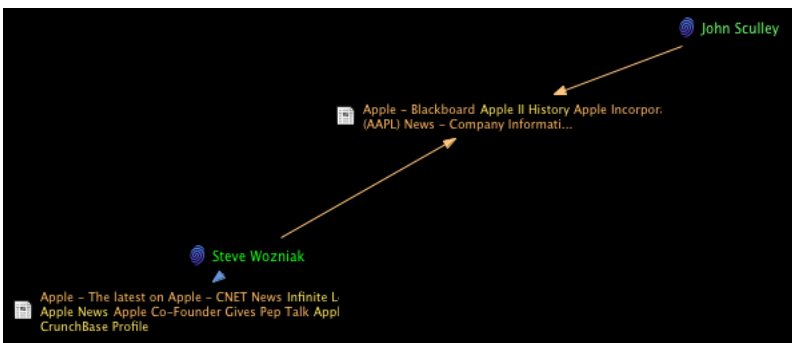 John Sculley
Apple – Blackboard Apple II History Apple Incorpor
(AAPL) News – Company Informati...
Steve Wozniak
Apple – The latest on Apple – CNET News Infinite L
Apple News Apple Co-Founder Gives Pep Talk Appl
CrunchBase Profile